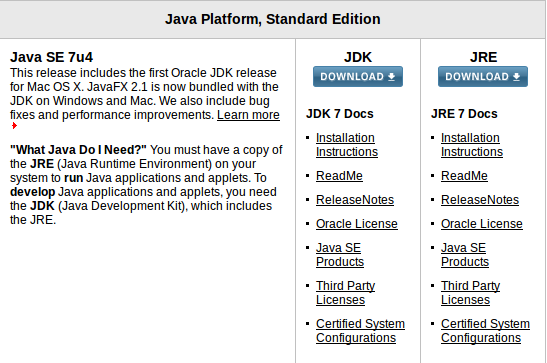 Java Platform, Standard Edition
Java SE 7u4
This release includes the first Oracle JDK release
for Mac OS X. JavaFX 2.1 is now bundled with the
JDK on Windows and Mac. We also include bug
fixes and performance improvements. Learn more
"What Java Do I Need?" You must have a copy of
the JRE (Java Runtime Environment) on your
system to run Java applications and applets. To
develop Java applications and applets, you need
the JDK (Java Development Kit), which includes
the JRE.
JDK
DOWNLOAD
JDK 7 Docs
Installation
Instructions
ReadMe
ReleaseNotes
Oracle License
Java SE
Products
Third Party
Licenses
Certified System
Configurations
JRE
DOWNLOAD
JRE 7 Docs
Installation
Instructions
ReadMe
ReleaseNotes
Oracle License
Java SE
Products
Third Party
Licenses
Certified System
Configurations